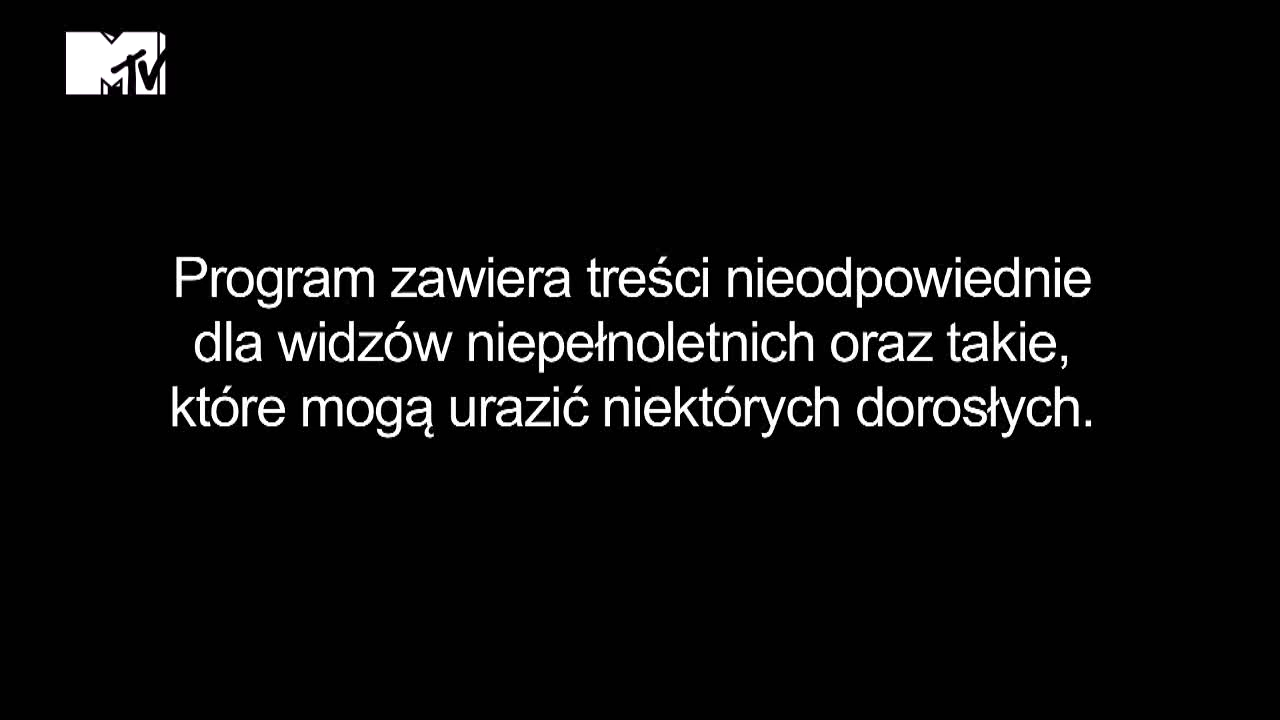 MTV
Program zawiera treści nieodpowiednie
dla widzów niepełnoletnich oraz takie,
które mogą urazić niektórych dorosłych.